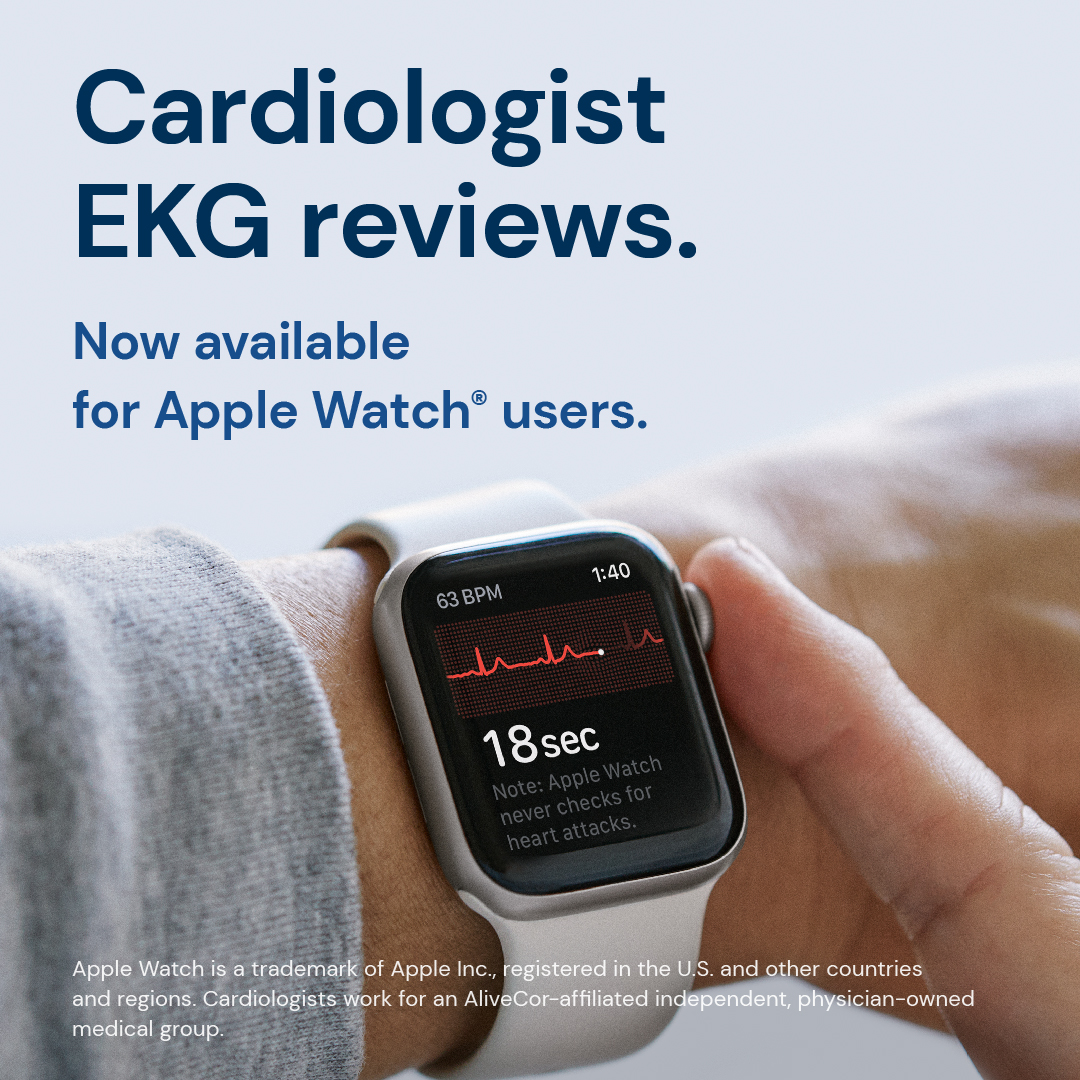 Cardiologist
EKG reviews.
Now available
for Apple Watch® users.
63 BPM
1:40
18 sec
Note: Apple Watch
never checks for
heart attacks.
Apple Watch is a trademark of Apple Inc., registered in the U.S. and other countries
and regions. Cardiologists work for an AliveCor-affiliated independent, physician-owned
medical group.